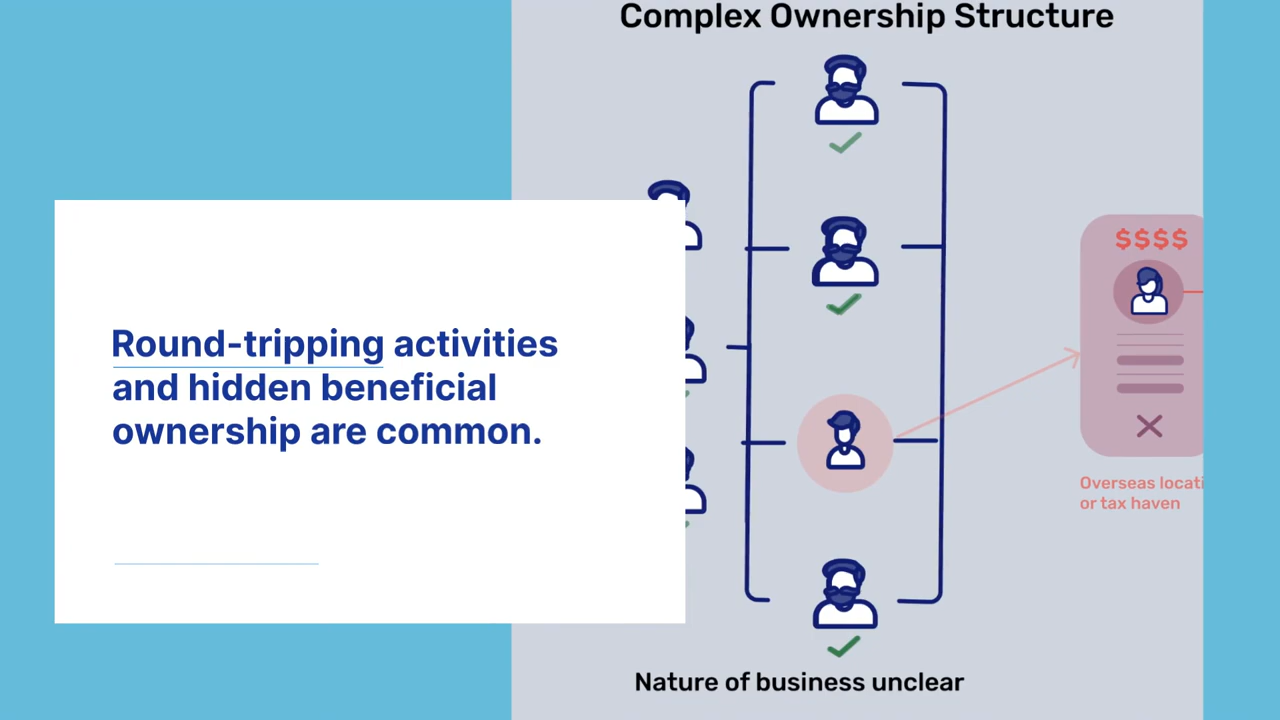 Complex Ownership Structure
$$$$
Round-tripping activities
and hidden beneficial
ownership are common.
Overseas
or tax haven
Nature of business unclear